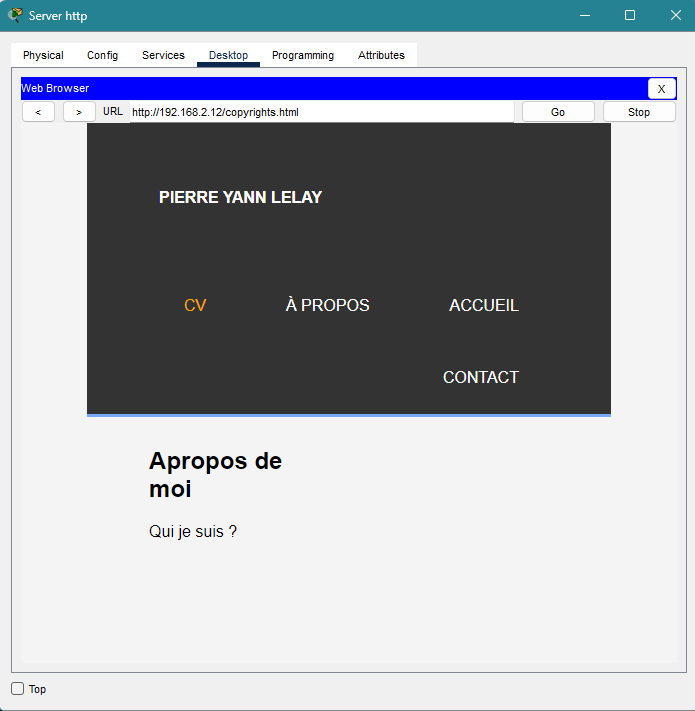 Server http
Physical Config Services Desktop Programming Attributes
Web Browser X
< > URL http://192.168.2.12/copyrights.html Go Stop
PIERRE YANN LELAY
CV À PROPOS ACCUEIL
CONTACT
Apropos de
moi
Qui je suis ?
Top